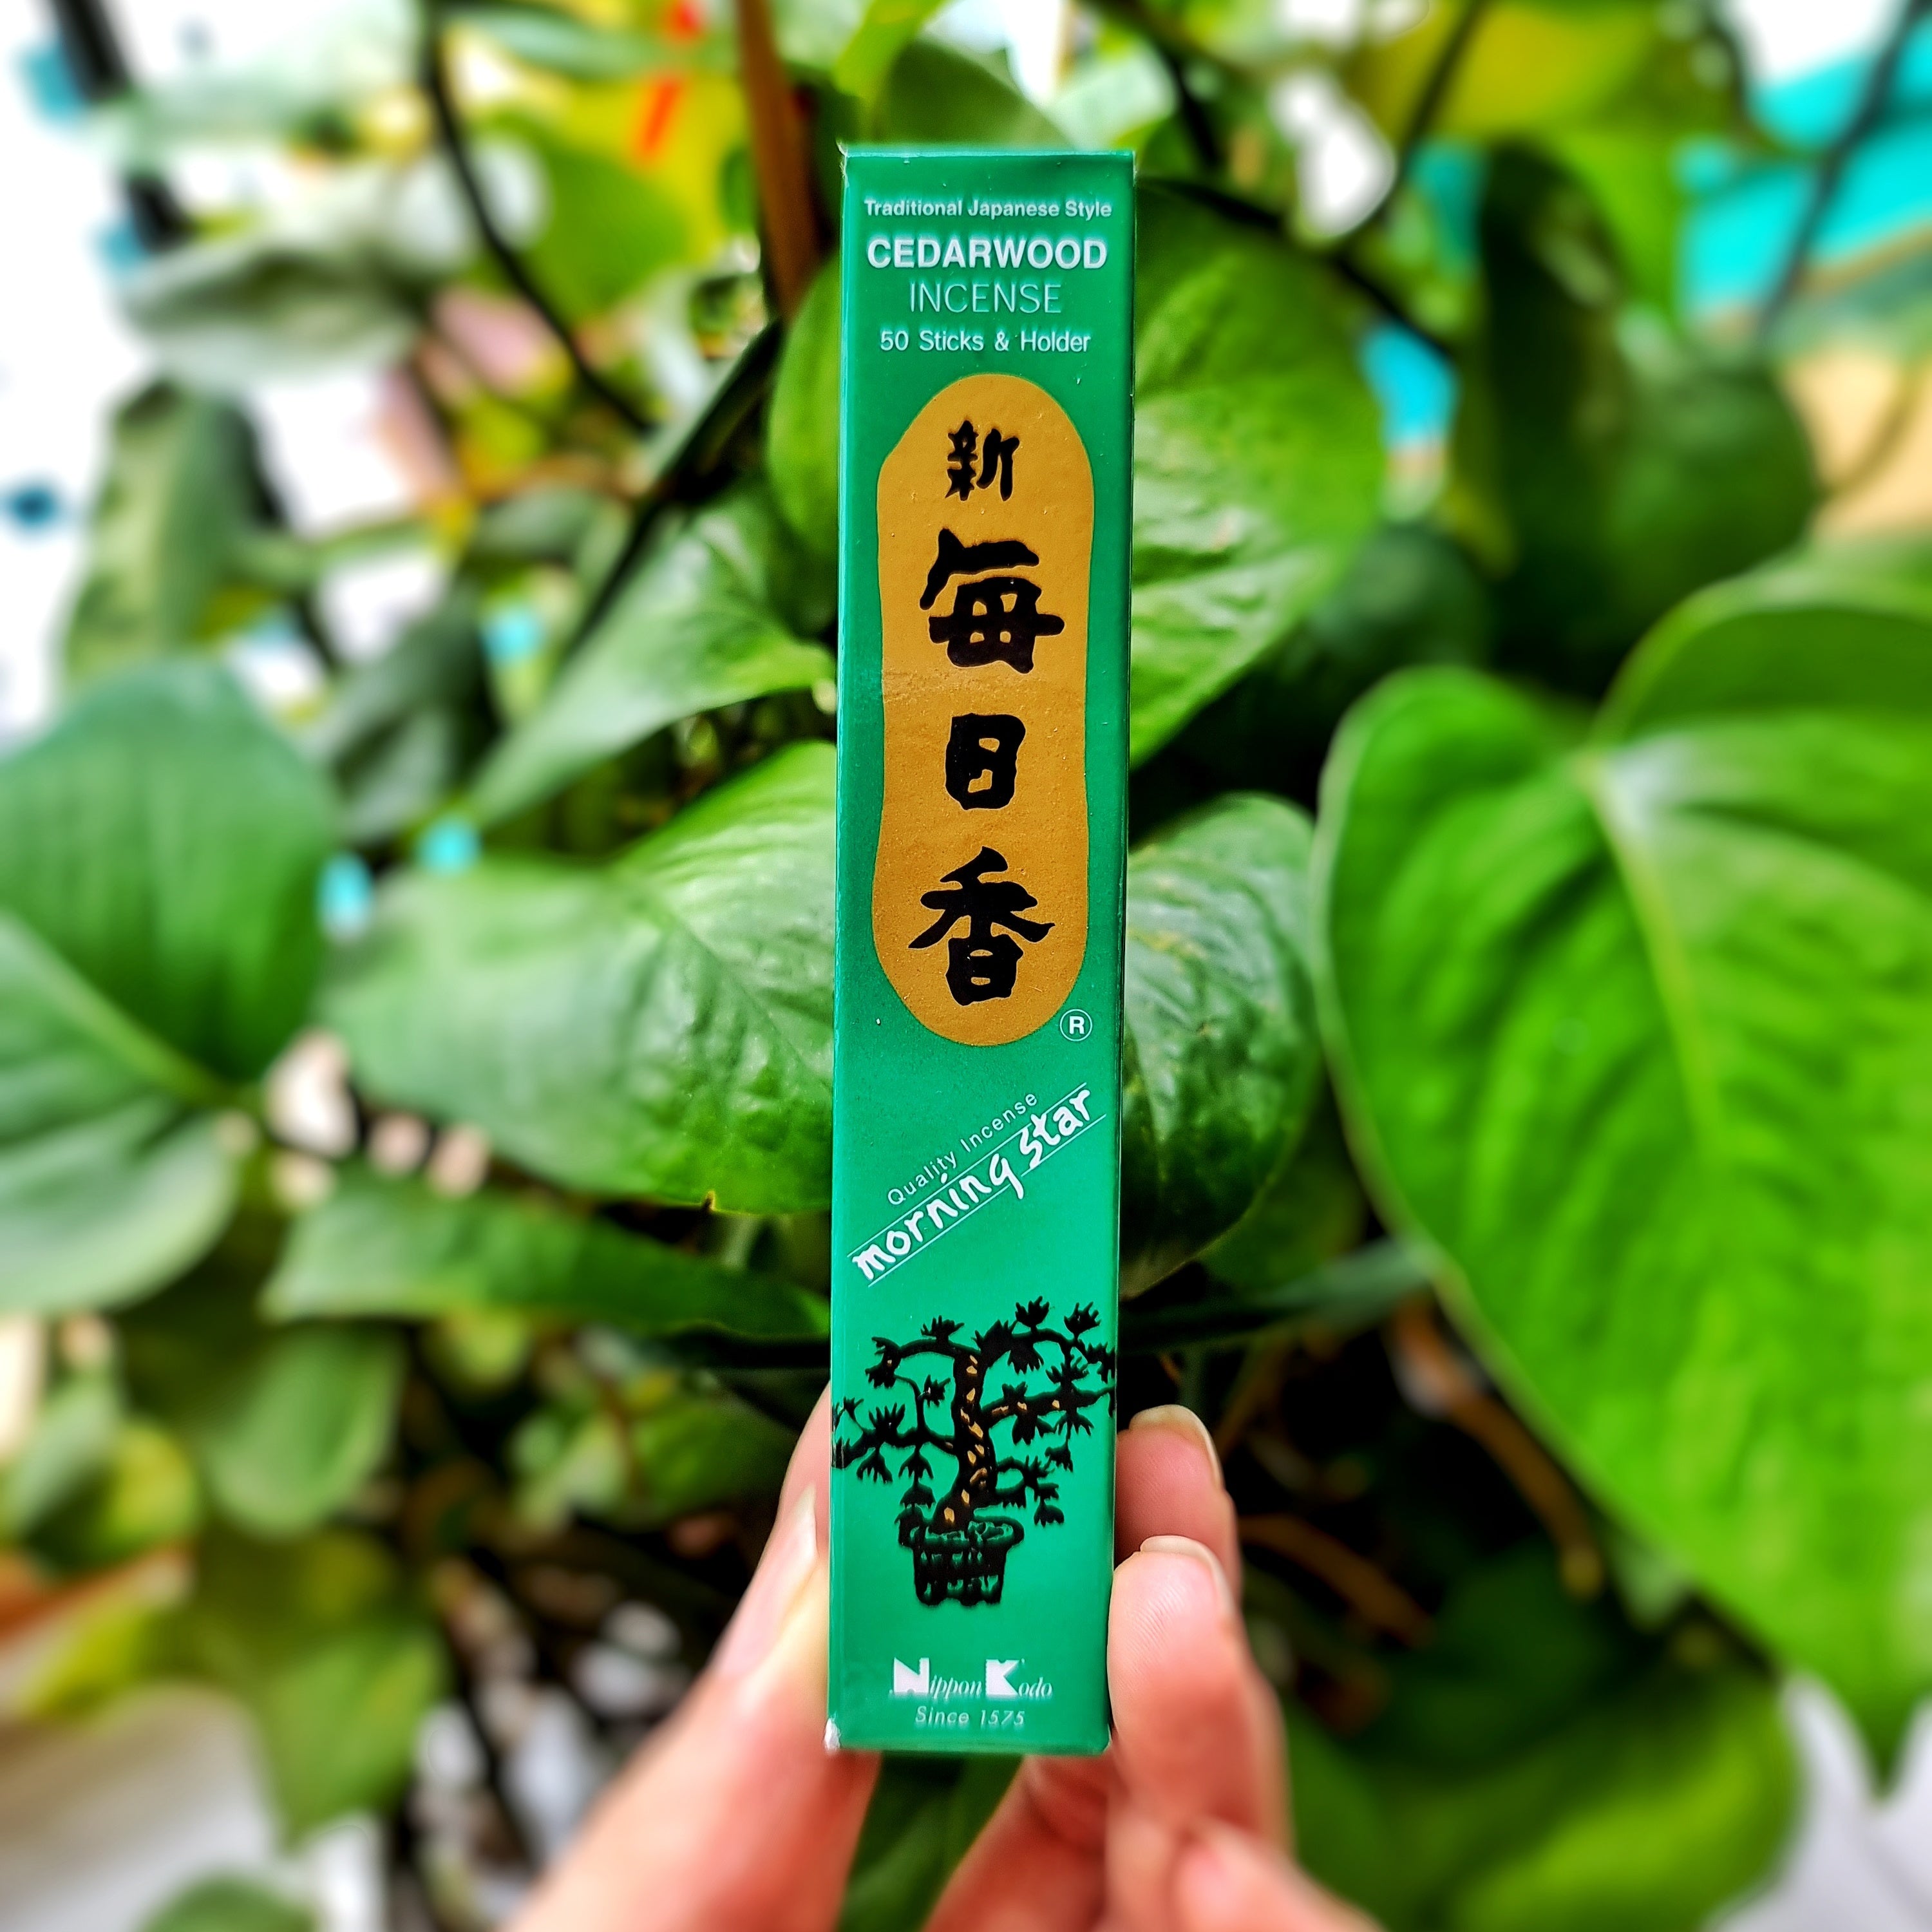 Traditional Japanese Style
CEDARWOOD
INCENSE
50 Sticks & Holder
新
毎
日
香
®
Quality Incense
morning star
Nippon Kodo
Since 1575